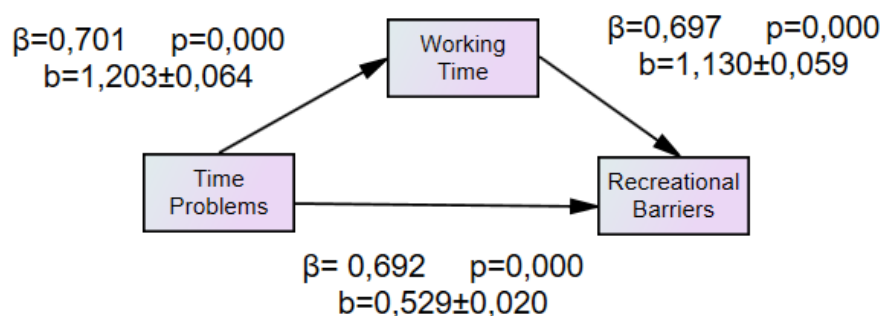 β=0,701 p=0,000
b=1,203±0,064
Working
Time
β=0,697 p=0,000
b=1,130±0,059
Time
Problems
Recreational
Barriers
β= 0,692 p=0,000
b=0,529±0,020